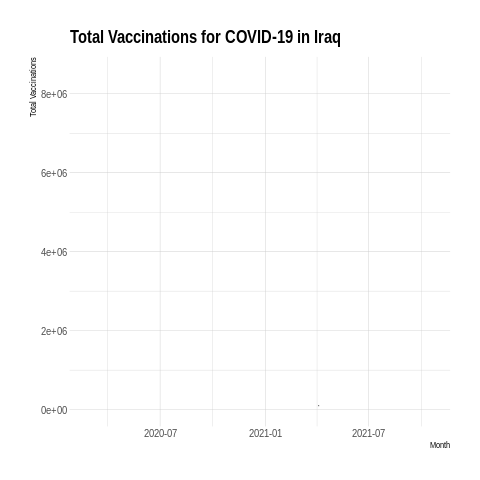 Total Vaccinations for COVID-19 in Iraq
Total Vaccinations
8e+06
6e+06
4e+06
2e+06
0e+00
2020-07 2021-01 2021-07
Month